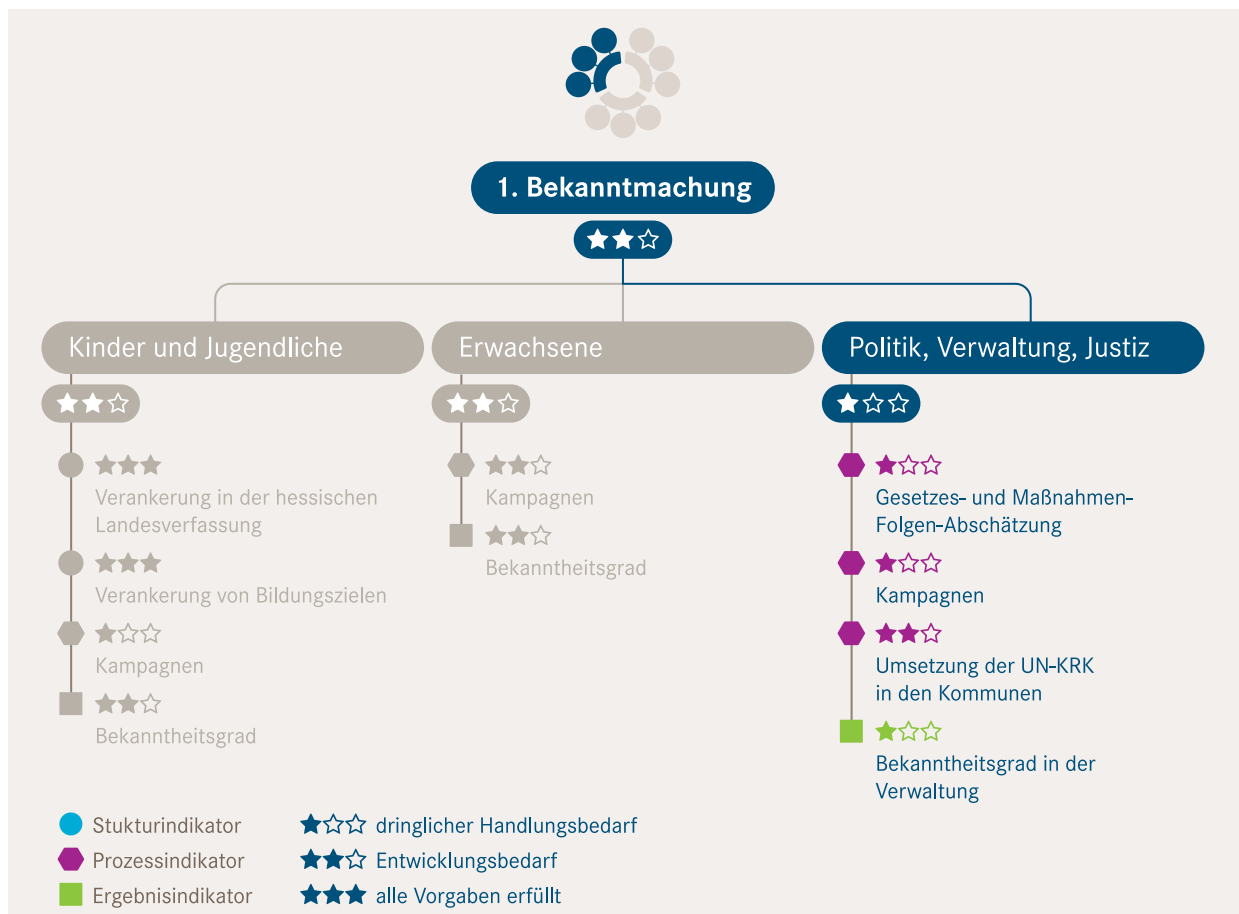 1. Bekanntmachung
Kinder und Jugendliche
Verankerung in der hessischen
Landesverfassung
Verankerung von Bildungszielen
Kampagnen
Bekanntheitsgrad
Erwachsene
Kampagnen
Bekanntheitsgrad
Politik, Verwaltung, Justiz
Gesetzes- und Maßnahmen-
Folgen-Abschätzung
Kampagnen
Umsetzung der UN-KRK
in den Kommunen
Bekanntheitsgrad in der
Verwaltung
Stukturindikator
Prozessindikator
Ergebnisindikator
dringlicher Handlungsbedarf
Entwicklungsbedarf
alle Vorgaben erfüllt